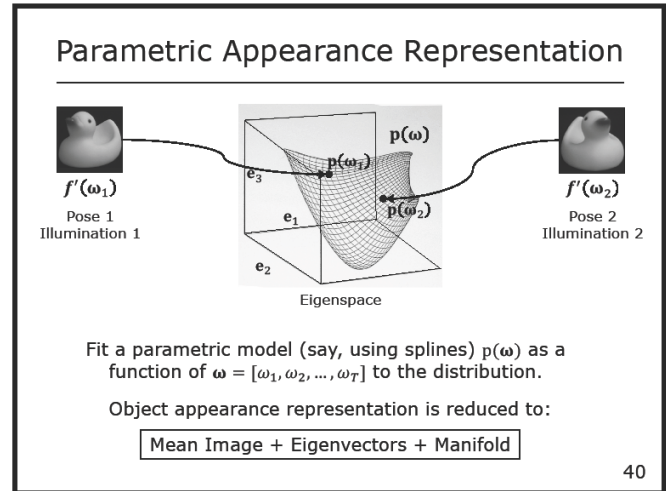 Parametric Appearance Representation
p(ω)
p(ω₁)
e₃
f'(ω₁)
f'(ω₂)
p(ω₂)
e₁
Pose 1
Pose 2
Illumination 1
Illumination 2
e₂
Eigenspace
Fit a parametric model (say, using splines) p(ω) as a
function of ω = [ω₁, ω₂, ..., ω_T] to the distribution.
Object appearance representation is reduced to:
Mean Image + Eigenvectors + Manifold
40